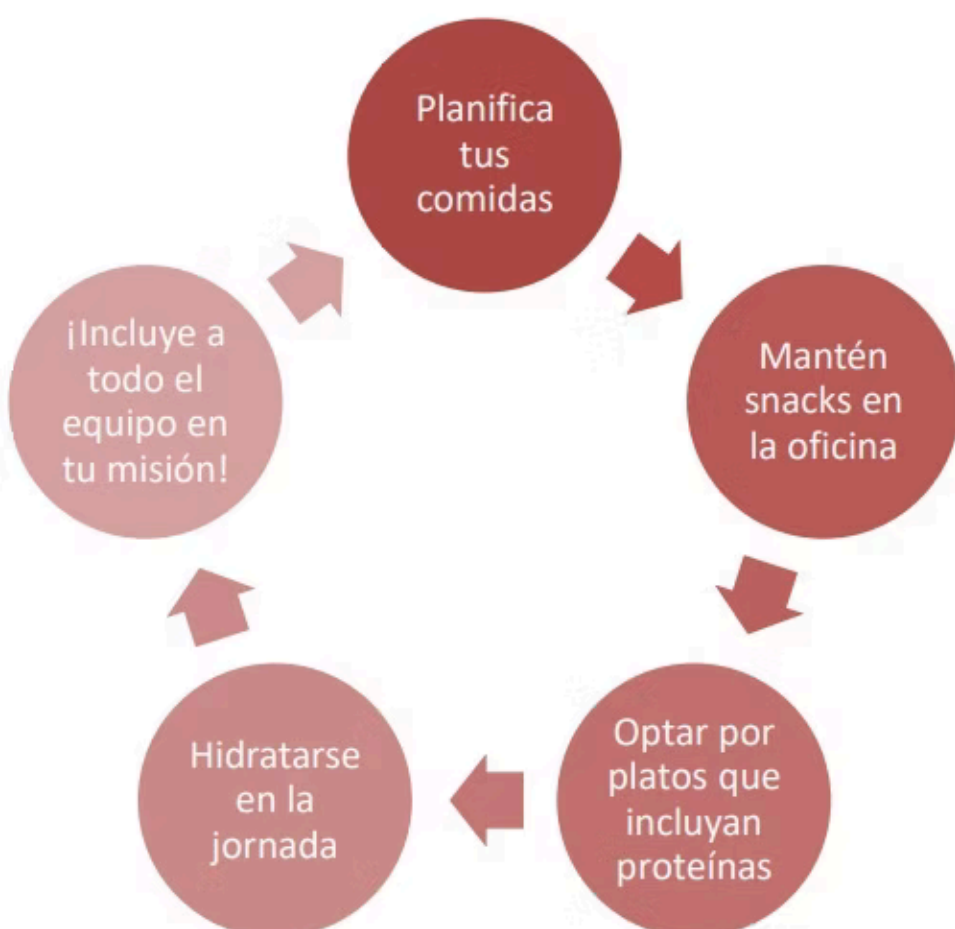 Planifica
tus
comidas
Mantén
snacks en
la oficina
Optar por
platos que
incluyan
proteínas
Hidratarse
en la
jornada
¡Incluye a
todo el
equipo en
tu misión!